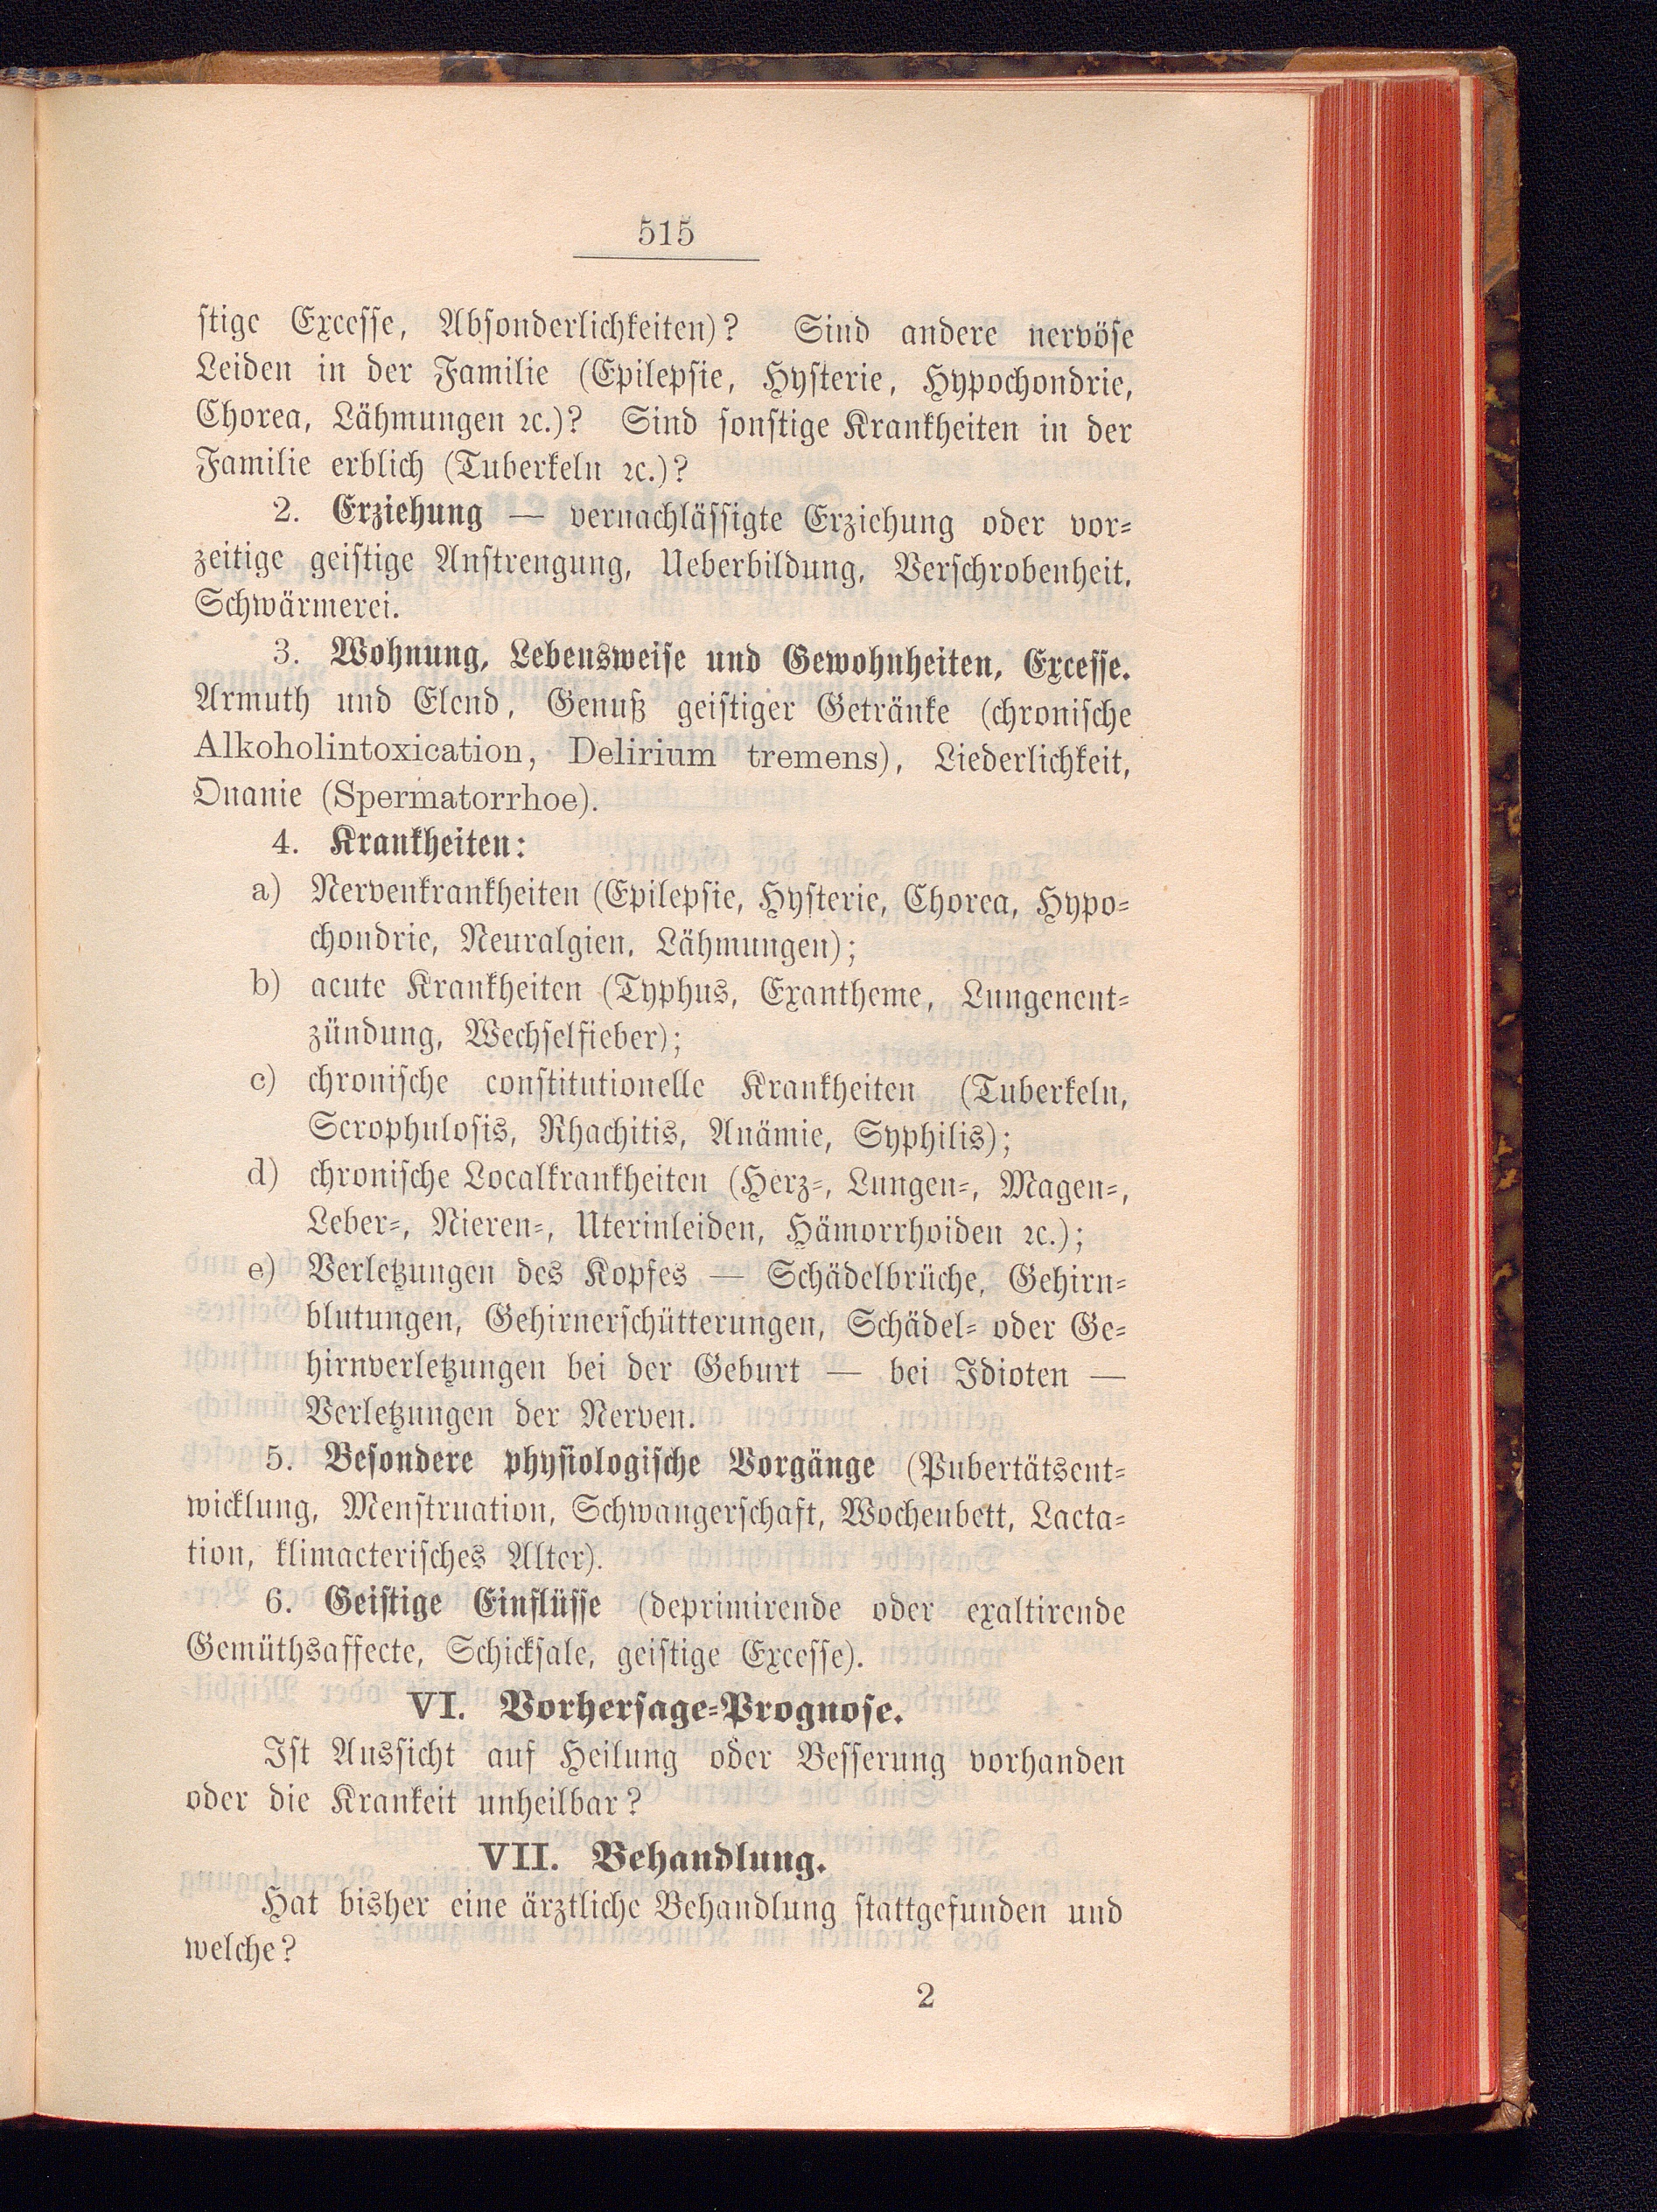 515
stige Excesse, Absonderlichkeiten)? Sind andere nervöse
Leiden in der Familie (Epilepsie, Hysterie, Hypochondrie,
Chorea, Lähmungen ꝛc.)? Sind sonstige Krankheiten in der
Familie erblich (Tuberkeln ꝛc.)?
2. Erziehung — vernachlässigte Erziehung oder vor-
zeitige geistige Anstrengung, Ueberbildung, Verschrobenheit,
Schwärmerei.
3. Wohnung, Lebensweise und Gewohnheiten, Excesse.
Armuth und Elend, Genuß geistiger Getränke (chronische
Alkoholintoxication, Delirium tremens), Liederlichkeit,
Onanie (Spermatorrhoe).
4. Krankheiten:
a) Nervenkrankheiten (Epilepsie, Hysterie, Chorea, Hypo-
chondrie, Neuralgien, Lähmungen);
b) acute Krankheiten (Typhus, Exantheme, Lungenent-
zündung, Wechselfieber);
c) chronische constitutionelle Krankheiten (Tuberkeln,
Scrophulosis, Rhachitis, Anämie, Syphilis);
d) chronische Localkrankheiten (Herz-, Lungen-, Magen-,
Leber-, Nieren-, Uterinleiden, Hämorrhoiden ꝛc.);
e) Verletzungen des Kopfes — Schädelbrüche, Gehirn-
blutungen, Gehirnerschütterungen, Schädel- oder Ge-
hirnverletzungen bei der Geburt — bei Idioten —
Verletzungen der Nerven.
5. Besondere physiologische Vorgänge (Pubertätsent-
wicklung, Menstruation, Schwangerschaft, Wochenbett, Lacta-
tion, klimacterisches Alter).
6. Geistige Einflüsse (deprimirende oder exaltirende
Gemüthsaffecte, Schicksale, geistige Excesse).
VI. Vorhersage-Prognose.
Ist Aussicht auf Heilung oder Besserung vorhanden
oder die Krankeit unheilbar?
VII. Behandlung.
Hat bisher eine ärztliche Behandlung stattgefunden und
welche?
2